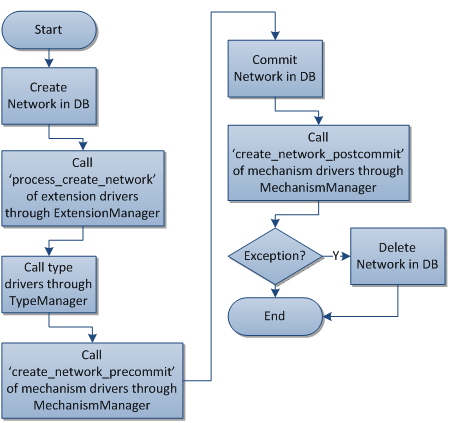 Start
Create
Network in DB
Call
'process_create_network'
of extension drivers
through ExtensionManager
Call type
drivers through
TypeManager
Call
'create_network_precommit'
of mechanism drivers through
MechanismManager
Commit
Network in DB
Call
'create_network_postcommit'
of mechanism drivers through
MechanismManager
Exception?
Y
Delete
Network in DB
End